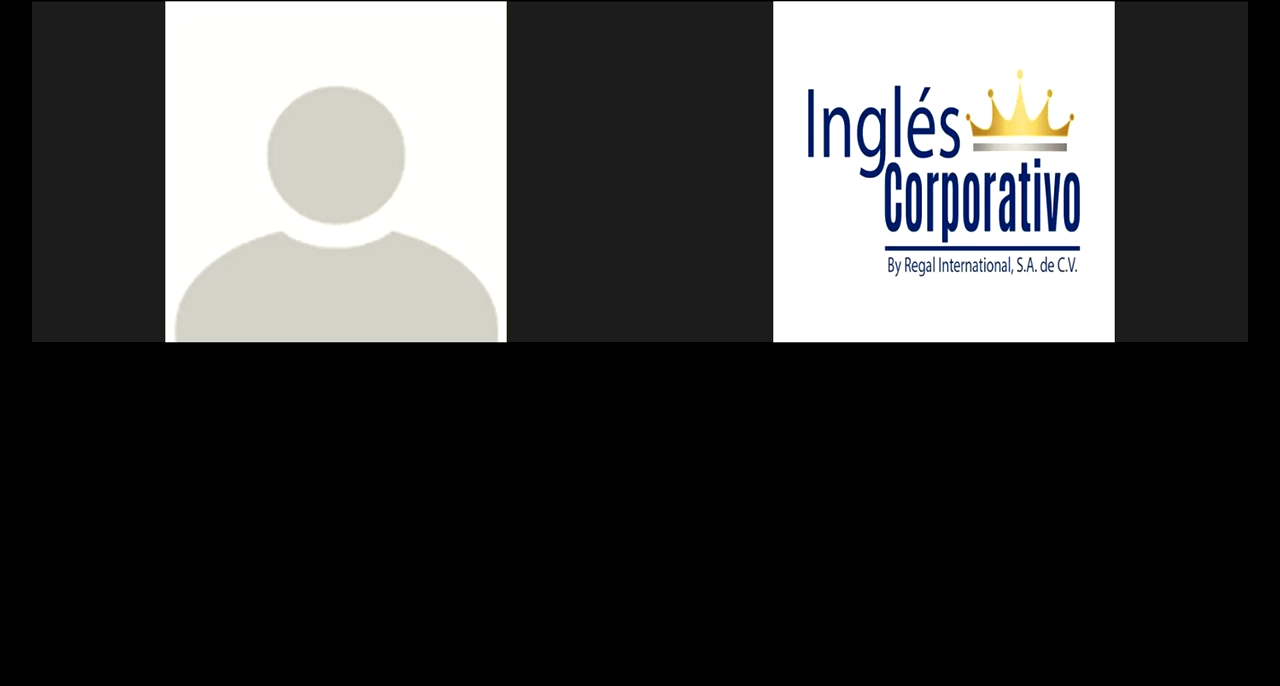 Inglés
Corporativo
By Regal International, S.A. de C.V.